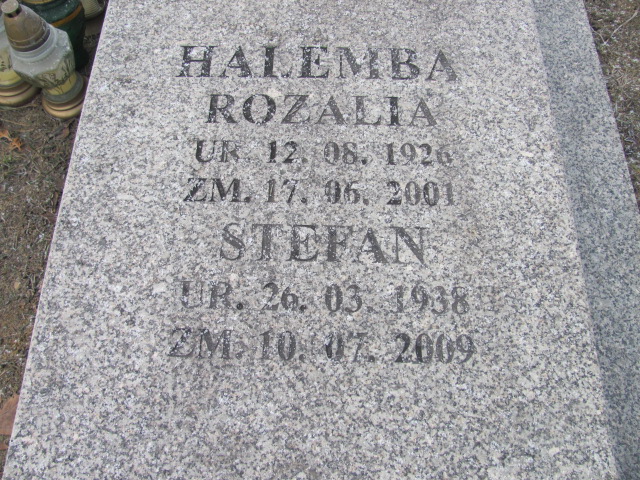 HALEMBA
ROZALIA
UR 12. 08. 1926
ZM. 17. 06. 2001
STEFAN
UR. 26. 03. 1938
ZM. 10. 07. 2009